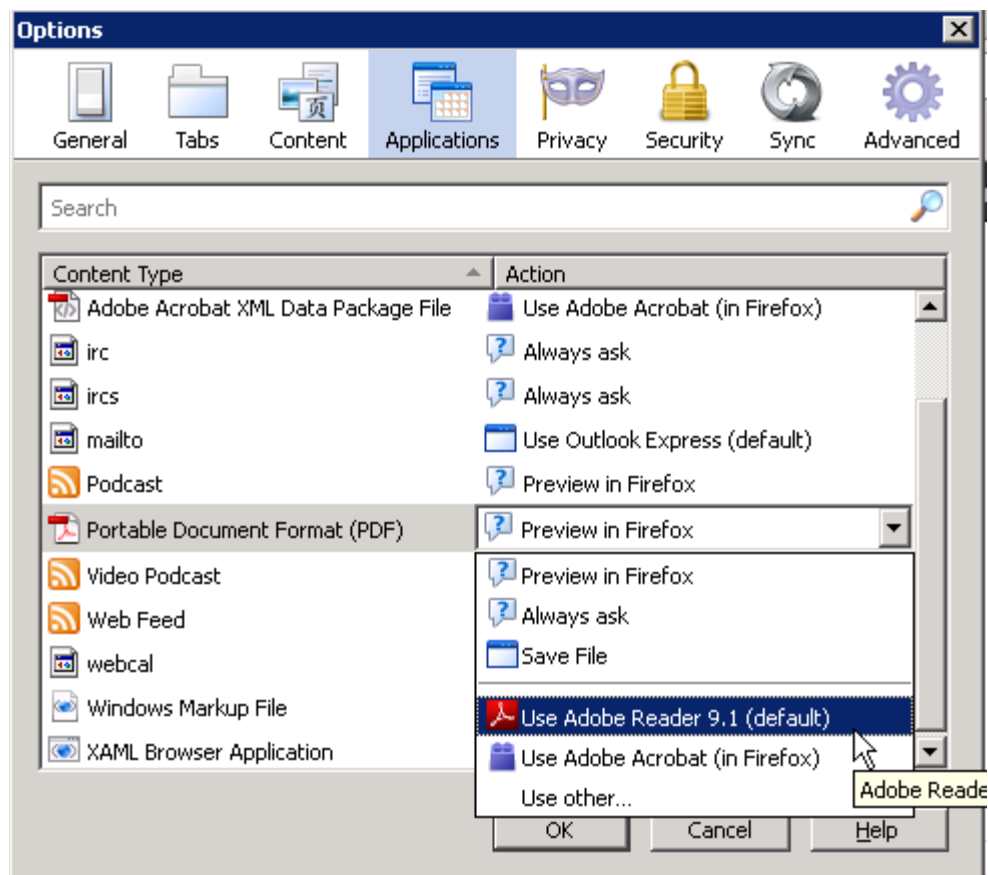 Options
General Tabs Content Applications Privacy Security Sync Advanced
页
Search
Content Type Action
Adobe Acrobat XML Data Package File Use Adobe Acrobat (in Firefox)
irc Always ask
ircs Always ask
mailto Use Outlook Express (default)
Podcast Preview in Firefox
Portable Document Format (PDF) Preview in Firefox
Video Podcast Preview in Firefox
Web Feed Always ask
webcal Save File
Windows Markup File Use Adobe Reader 9.1 (default)
XAML Browser Application Use Adobe Acrobat (in Firefox)
Adobe Reade
Use other...
OK Cancel Help